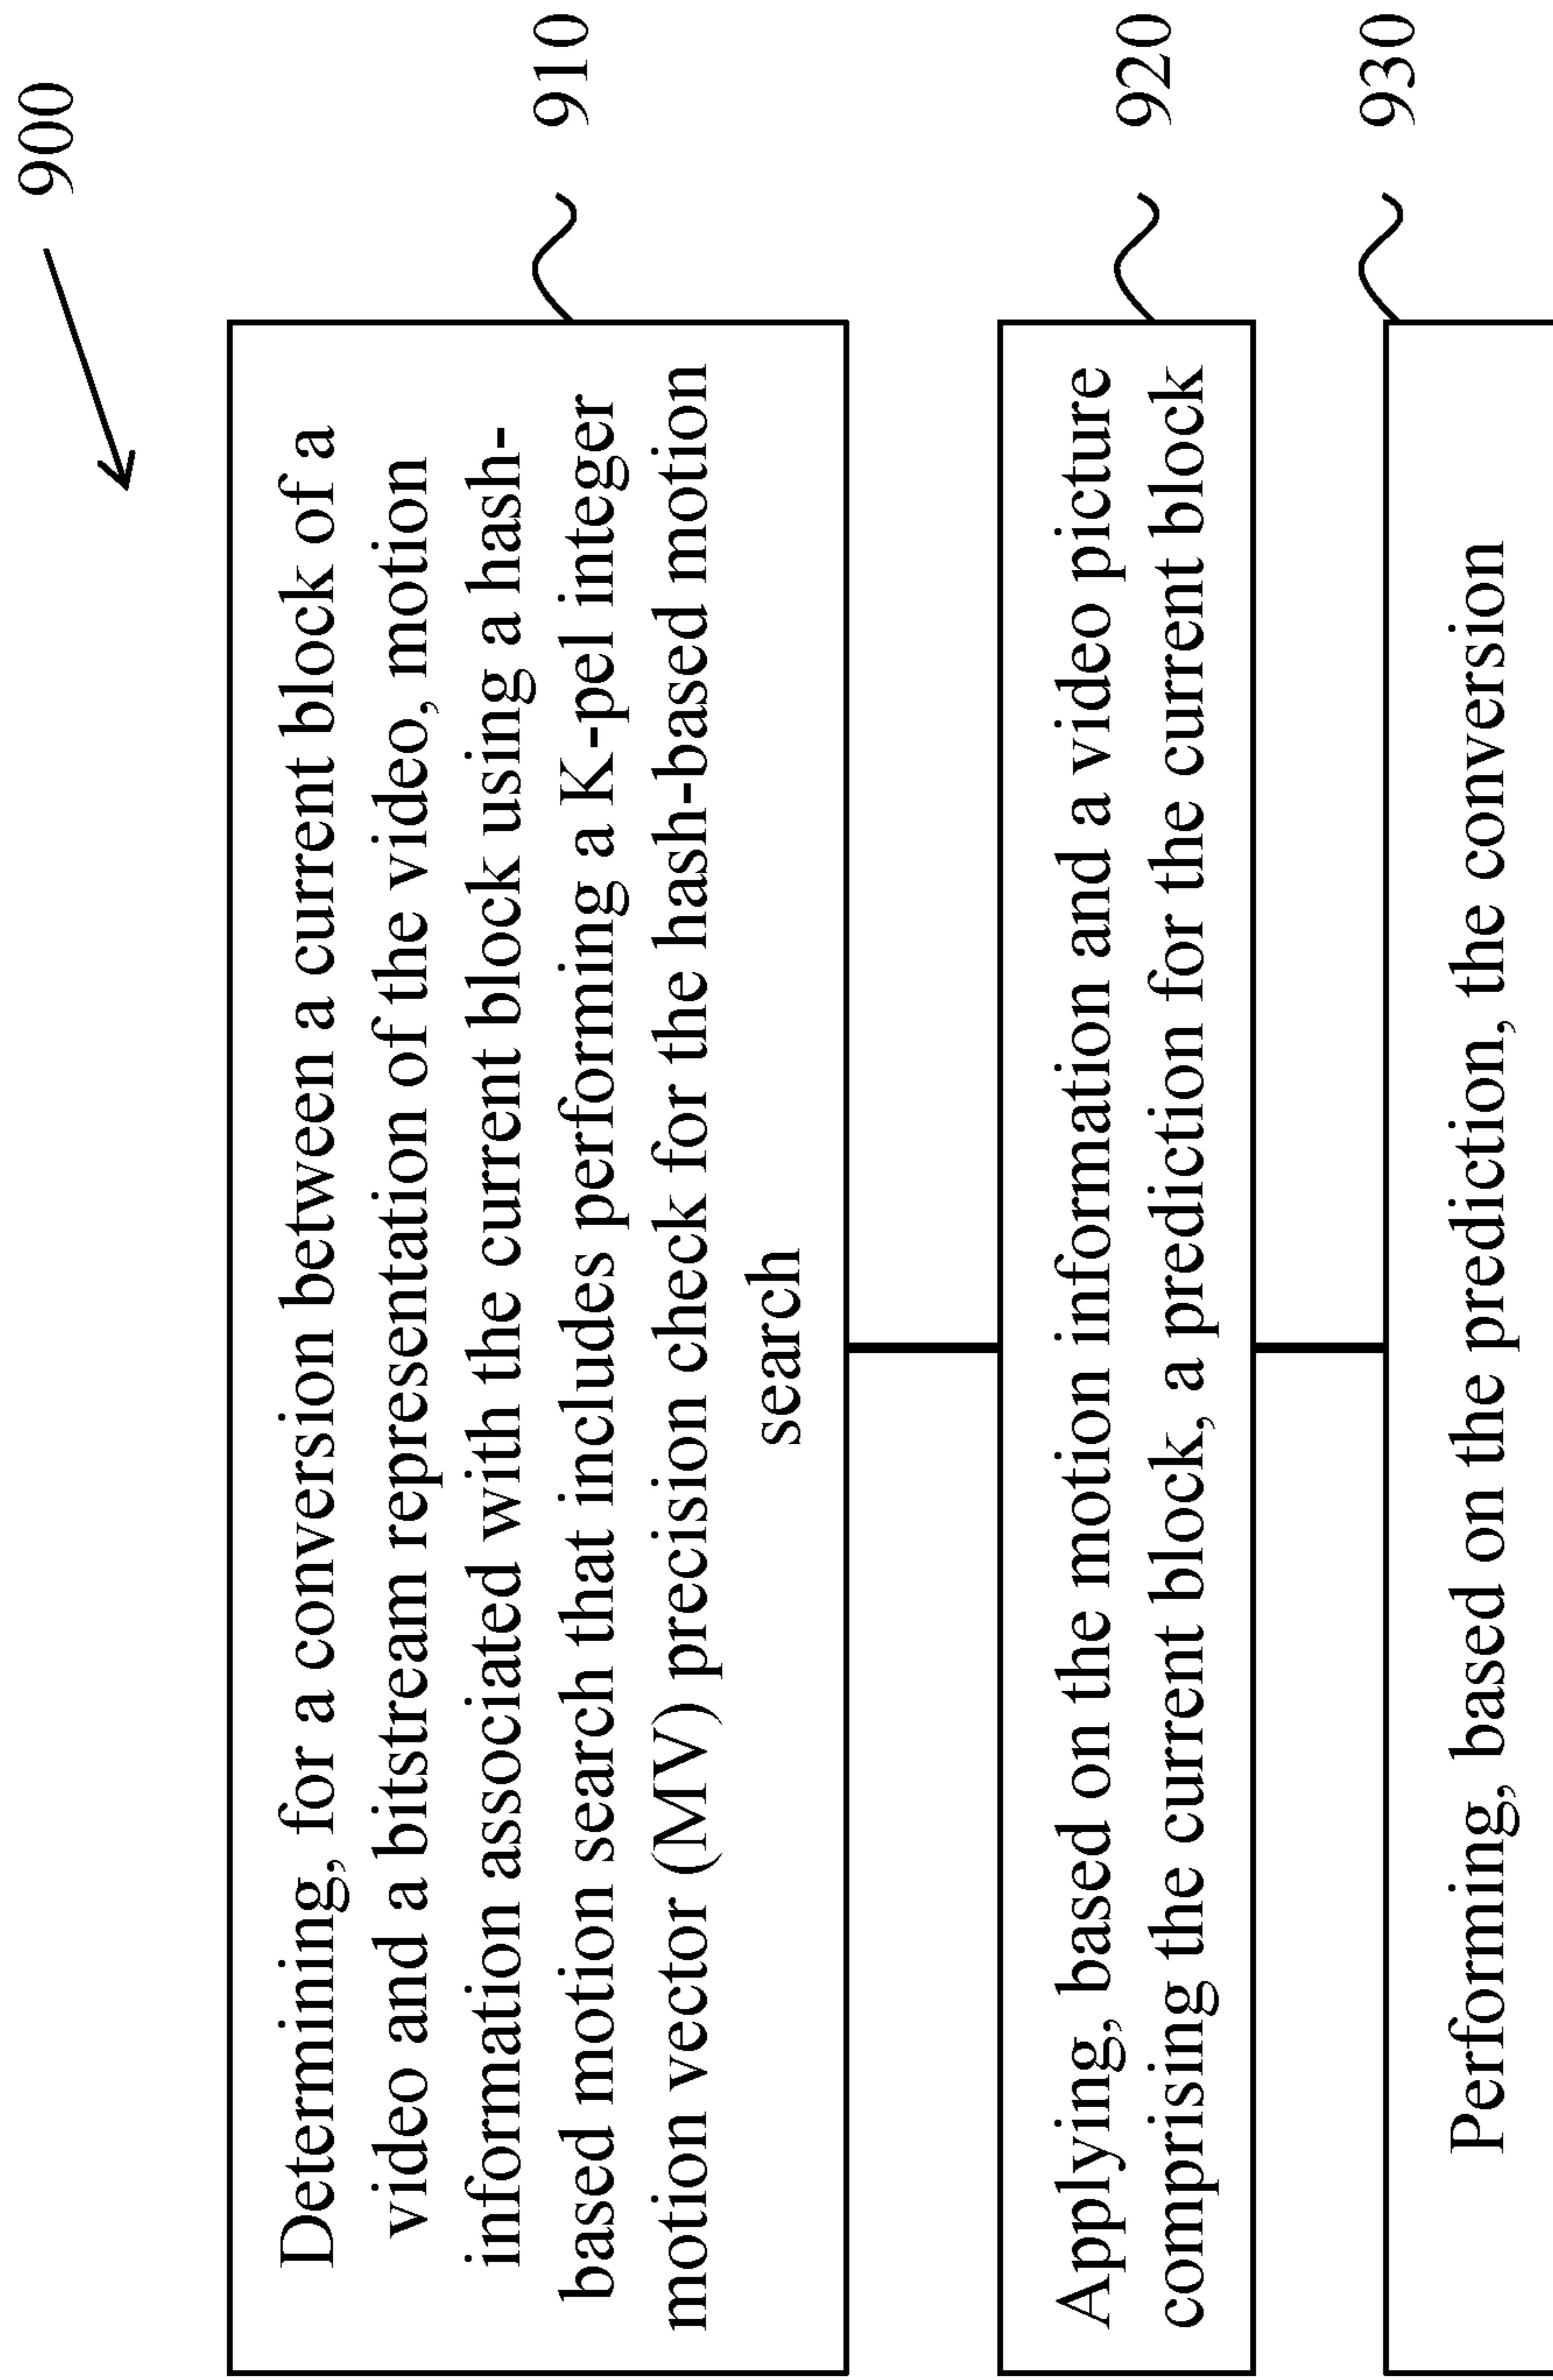 900
Determining, for a conversion between a current block of a
video and a bitstream representation of the video, motion
information associated with the current block using a hash-
based motion search that includes performing a K-pel integer
motion vector (MV) precision check for the hash-based motion
search
910
Applying, based on the motion information and a video picture
comprising the current block, a prediction for the current block
920
Performing, based on the prediction, the conversion
930